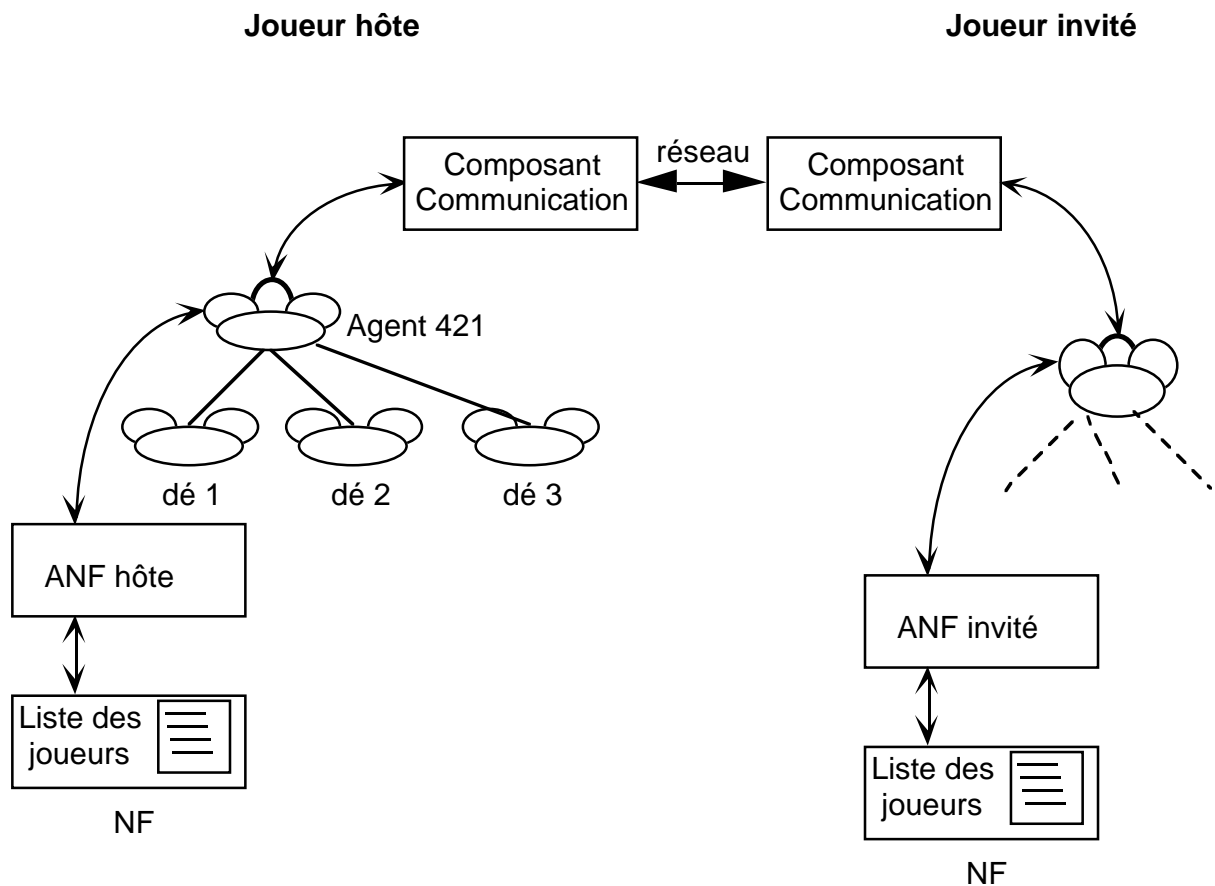 Joueur hôte
Joueur invité
Composant
Communication
réseau
Composant
Communication
Agent 421
dé 1
dé 2
dé 3
ANF hôte
ANF invité
Liste des
joueurs
NF
Liste des
joueurs
NF